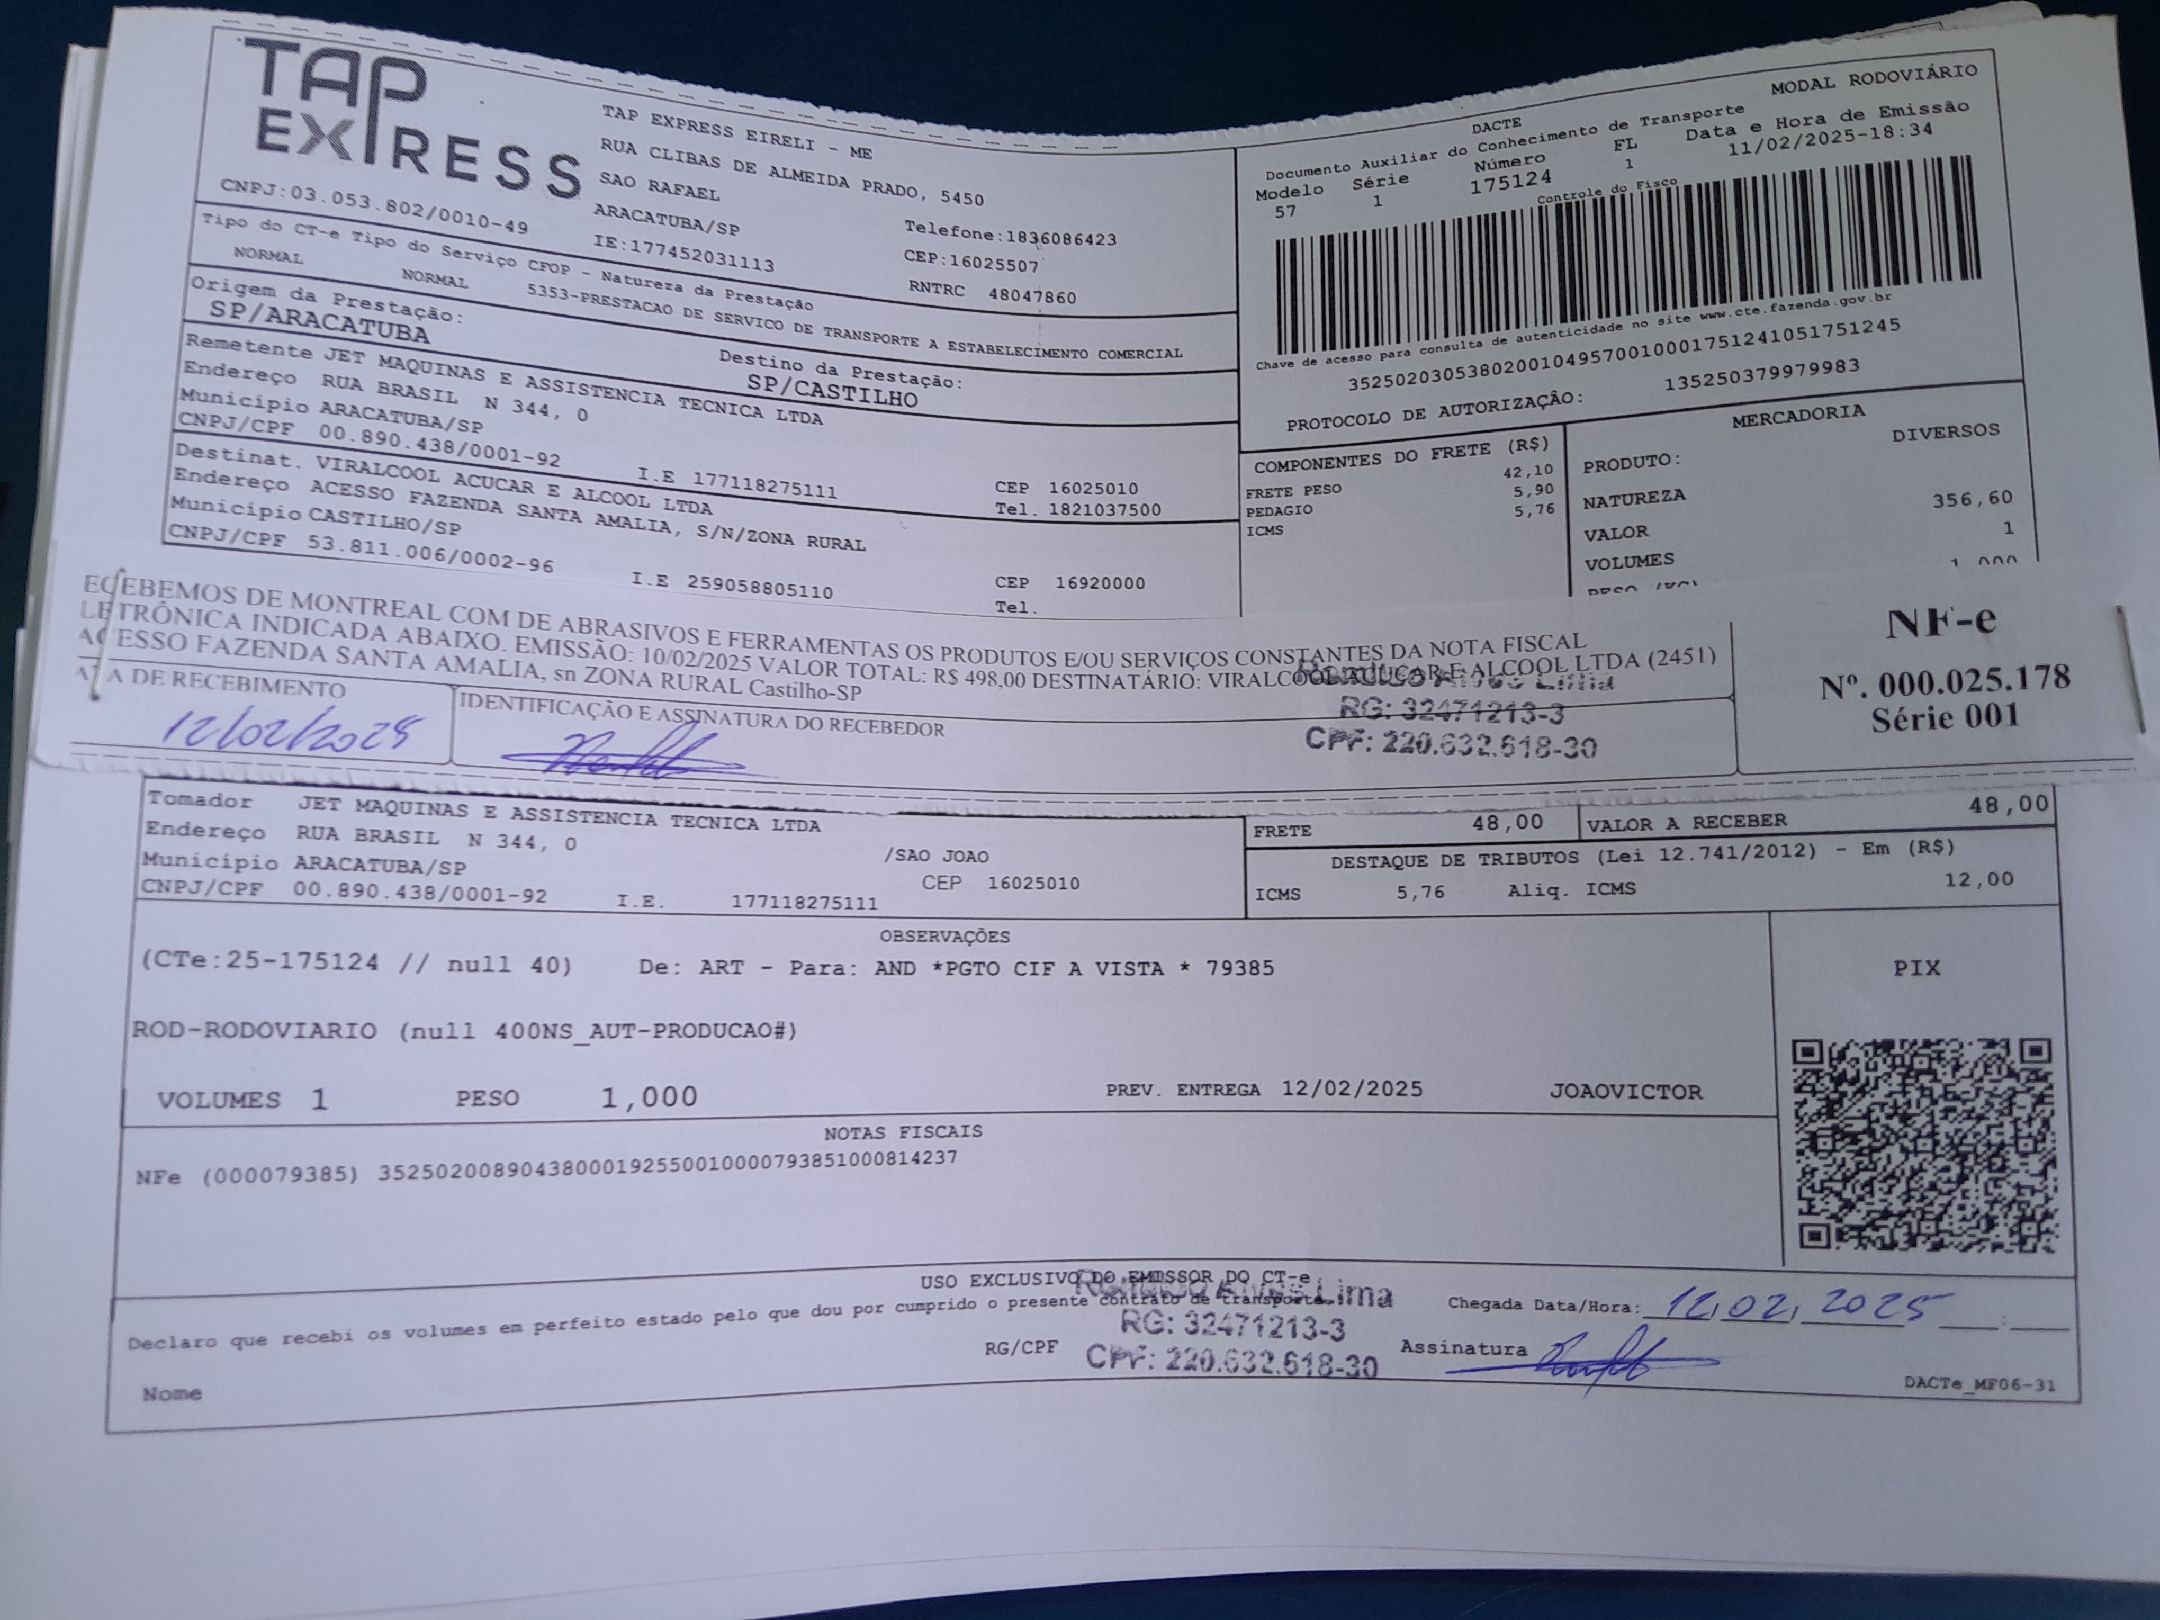 TAP
EXPRESS
CNPJ:03.053.802/0010-49
TAP EXPRESS EIRELI - ME
RUA CLIBAS DE ALMEIDA PRADO, 5450
SAO RAFAEL
ARACATUBA/SP
Telefone:1836086423
IE:177452031113
CEP:16025507
RNTRC 48047860
MODAL RODOVIÁRIO
DACTE
Documento Auxiliar do Conhecimento de Transporte
Modelo Série Número FL Data e Hora de Emissão
57 1 175124 1 11/02/2025-18:34
Controle do Fisco
Chave de acesso para consulta de autenticidade no site www.cte.fazenda.gov.br
35250203053802001049570010001751241051751245
PROTOCOLO DE AUTORIZAÇÃO: 135250379979983
Tipo do CT-e Tipo do Serviço CFOP - Natureza da Prestação
NORMAL NORMAL 5353-PRESTACAO DE SERVICO DE TRANSPORTE A ESTABELECIMENTO COMERCIAL
Origem da Prestação:
SP/ARACATUBA
Destino da Prestação:
SP/CASTILHO
Remetente JET MAQUINAS E ASSISTENCIA TECNICA LTDA
Endereço RUA BRASIL N 344, 0
Município ARACATUBA/SP
CEP 16025010
CNPJ/CPF 00.890.438/0001-92 I.E 177118275111 Tel. 1821037500
Destinat. VIRALCOOL ACUCAR E ALCOOL LTDA
Endereço ACESSO FAZENDA SANTA AMALIA, S/N/ZONA RURAL
Município CASTILHO/SP
CEP 16920000
CNPJ/CPF 53.811.006/0002-96 I.E 259058805110 Tel.
COMPONENTES DO FRETE (R$)
FRETE PESO 42,10
PEDAGIO 5,90
ICMS 5,76
MERCADORIA
PRODUTO: DIVERSOS
NATUREZA
VALOR 356,60
VOLUMES 1
ECEBEMOS DE MONTREAL COM DE ABRASIVOS E FERRAMENTAS OS PRODUTOS E/OU SERVIÇOS CONSTANTES DA NOTA FISCAL
LETRÔNICA INDICADA ABAIXO. EMISSÃO: 10/02/2025 VALOR TOTAL: R$ 498,00 DESTINATÁRIO: VIRALCOOL ACUCAR E ALCOOL LTDA (2451)
ACESSO FAZENDA SANTA AMALIA, sn ZONA RURAL Castilho-SP
ATA DE RECEBIMENTO
12/02/2025
IDENTIFICAÇÃO E ASSINATURA DO RECEBEDOR
Lima
RG: 32471213-3
CPF: 220.632.618-30
NF-e
Nº. 000.025.178
Série 001
Tomador JET MAQUINAS E ASSISTENCIA TECNICA LTDA
Endereço RUA BRASIL N 344, 0
/SAO JOAO
Município ARACATUBA/SP
CEP 16025010
CNPJ/CPF 00.890.438/0001-92 I.E. 177118275111
FRETE 48,00 VALOR A RECEBER 48,00
DESTAQUE DE TRIBUTOS (Lei 12.741/2012) - Em (R$)
ICMS 5,76 Aliq. ICMS 12,00
OBSERVAÇÕES
(CTe:25-175124 // null 40) De: ART - Para: AND *PGTO CIF A VISTA * 79385
PIX
ROD-RODOVIARIO (null 400NS_AUT-PRODUCAO#)
VOLUMES 1 PESO 1,000 PREV. ENTREGA 12/02/2025 JOAOVICTOR
NOTAS FISCAIS
NFe (000079385) 35250200890438000192550010000793851000814237
USO EXCLUSIVO DO EMISSOR DO CT-e
Declaro que recebi os volumes em perfeito estado pelo que dou por cumprido o presente contrato de transporte.
Lima
RG: 32471213-3
RG/CPF CPF: 220.632.618-30
Chegada Data/Hora: 12/02/2025
Assinatura
Nome
DACTe_MF06-31